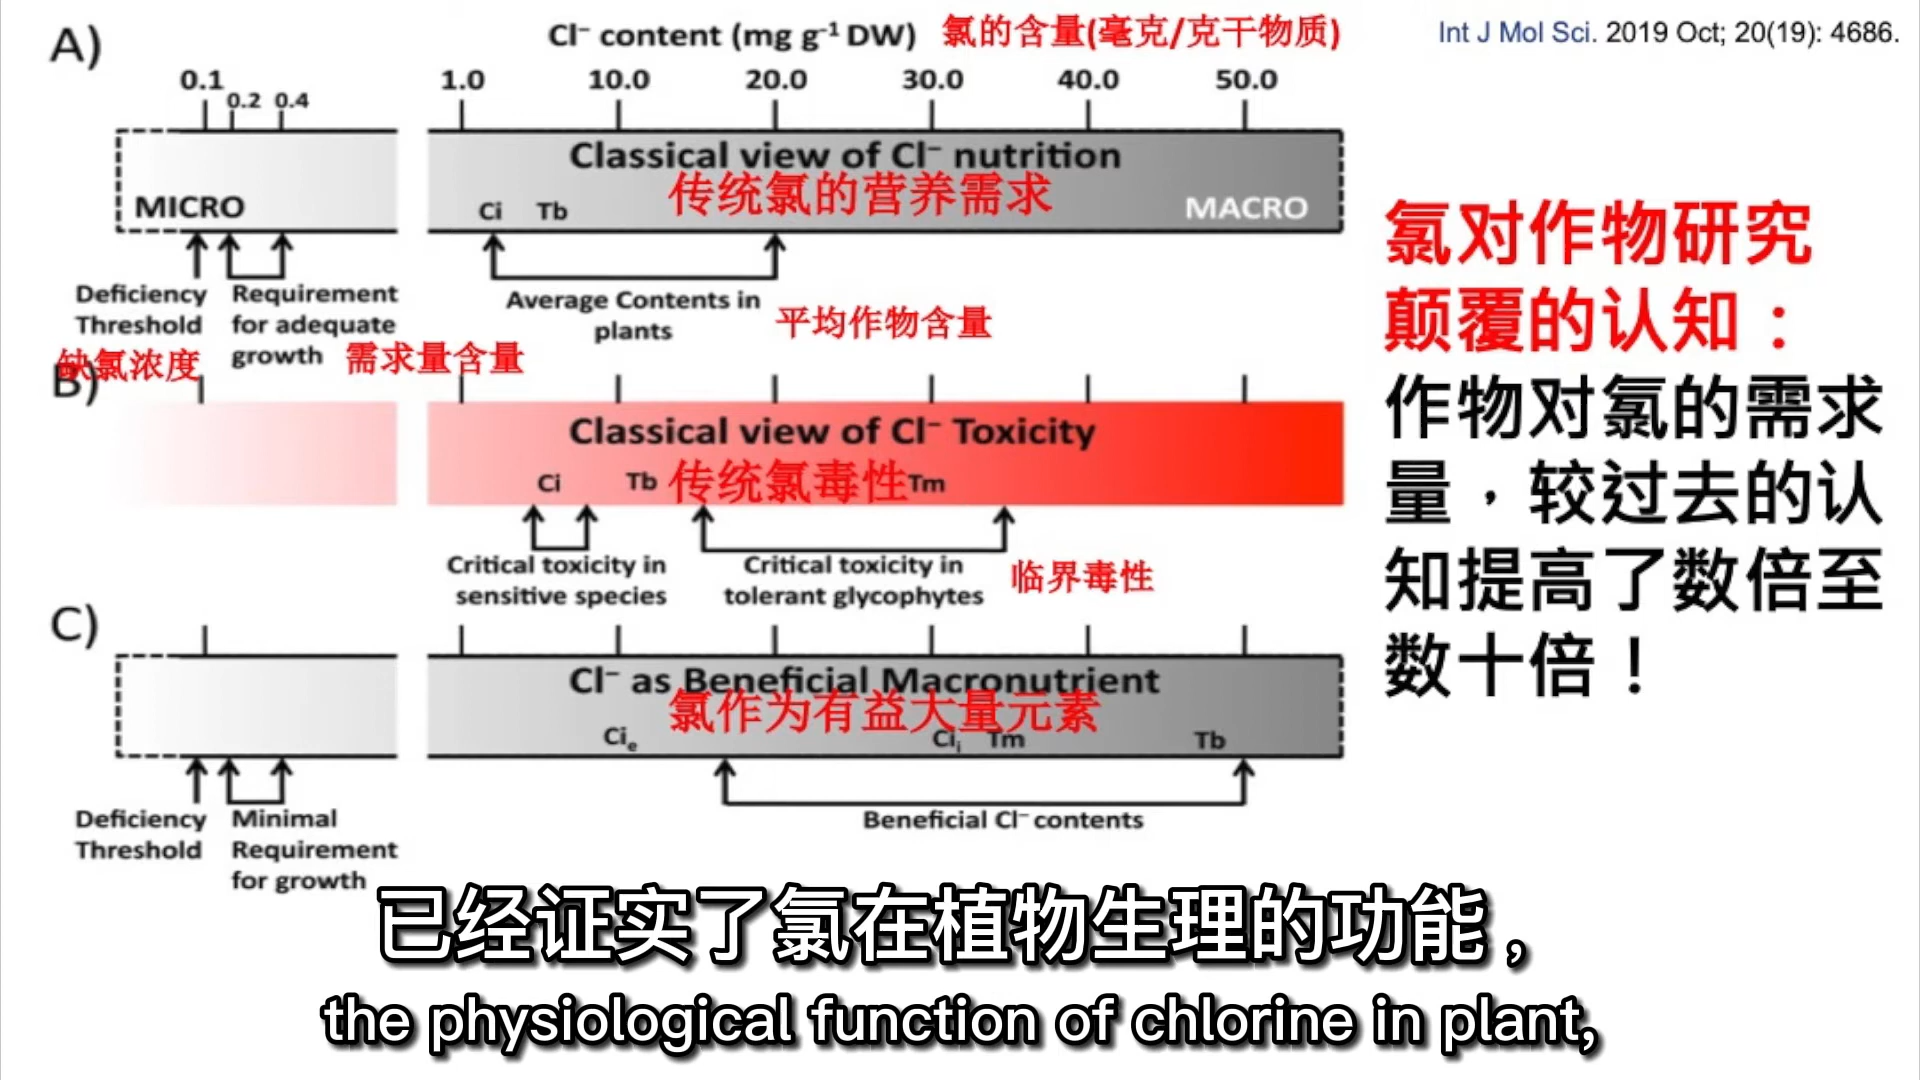 A)
Cl⁻ content (mg g⁻¹ DW) 氯的含量(毫克/克干物质)
Int J Mol Sci. 2019 Oct; 20(19): 4686.
0.1 0.2 0.4 1.0 10.0 20.0 30.0 40.0 50.0
Classical view of Cl⁻ nutrition
传统氯的营养需求
MICRO Ci Tb MACRO
Deficiency
Threshold
缺氯浓度
Requirement
for adequate
growth
需求量含量
Average Contents in
plants
平均作物含量
B)
Classical view of Cl⁻ Toxicity
Ci Tb 传统氯毒性 Tm
Critical toxicity in
sensitive species
Critical toxicity in
tolerant glycophytes
临界毒性
C)
Cl⁻ as Beneficial Macronutrient
氯作为有益大量元素
Ciₑ Ciᵢ Tm Tb
Deficiency
Threshold
Minimal
Requirement
for growth
Beneficial Cl⁻ contents
氯对作物研究
颠覆的认知：
作物对氯的需求
量，较过去的认
知提高了数倍至
数十倍！
已经证实了氯在植物生理的功能，
the physiological function of chlorine in plant,